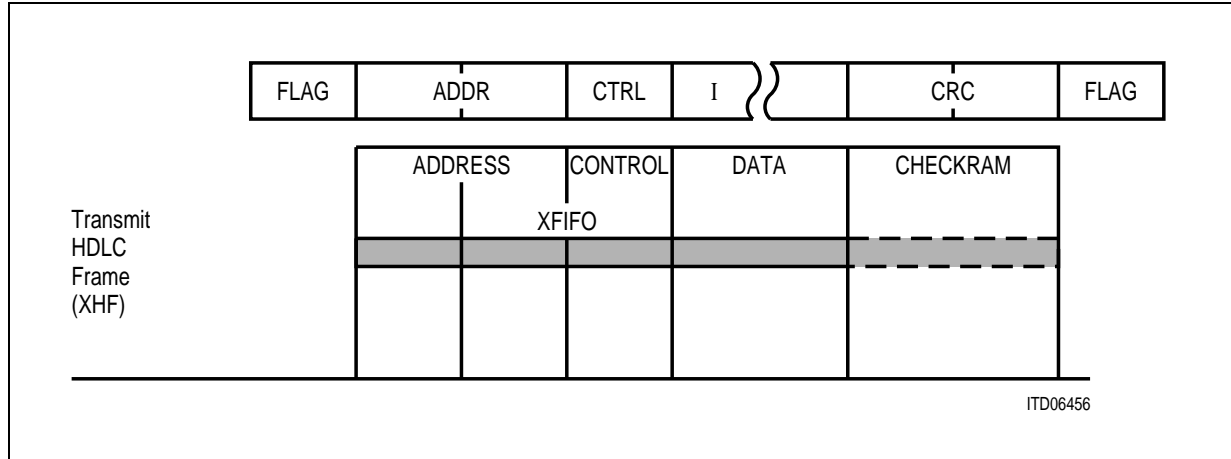 FLAG ADDR CTRL I CRC FLAG
ADDRESS CONTROL DATA CHECKRAM
XFIFO
Transmit
HDLC
Frame
(XHF)
ITD06456